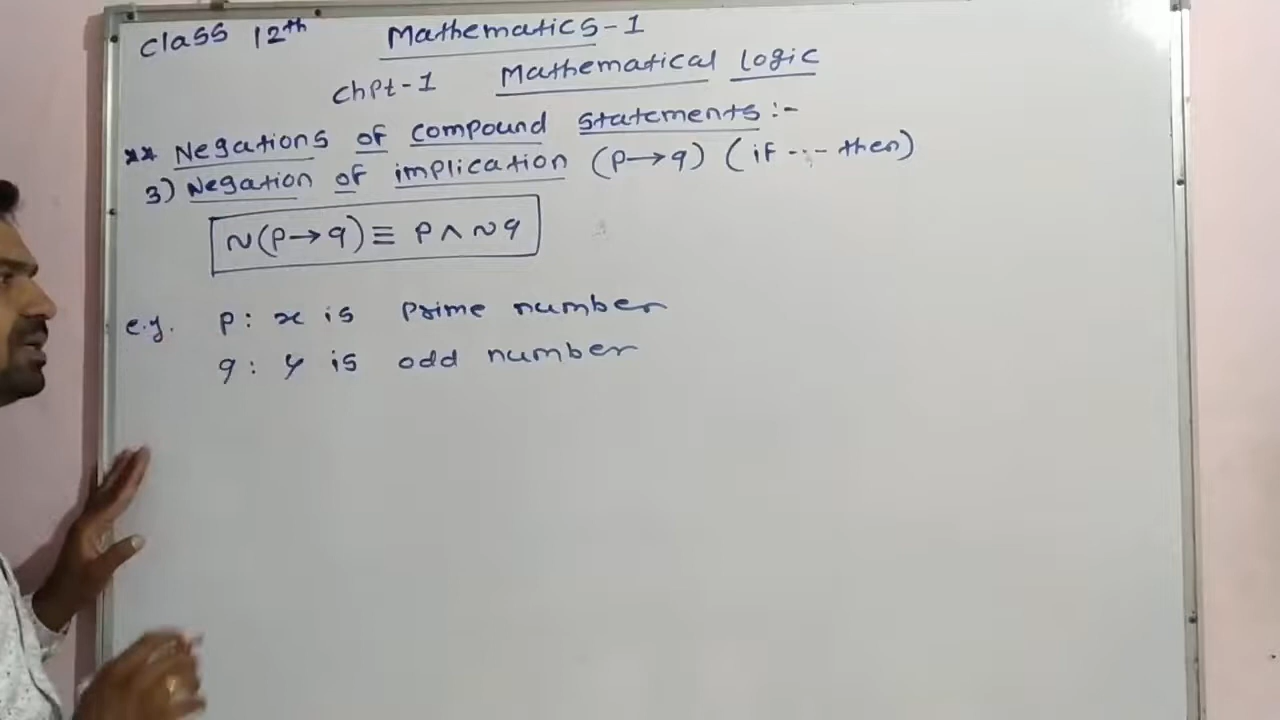 Class 12th Mathematics-1
Chpt-1 Mathematical Logic
** Negations of compound statements :-
3) Negation of implication (p→q) (if --- then)
~(p→q) ≡ p ∧ ~q
e.g. p: x is prime number
q: y is odd number